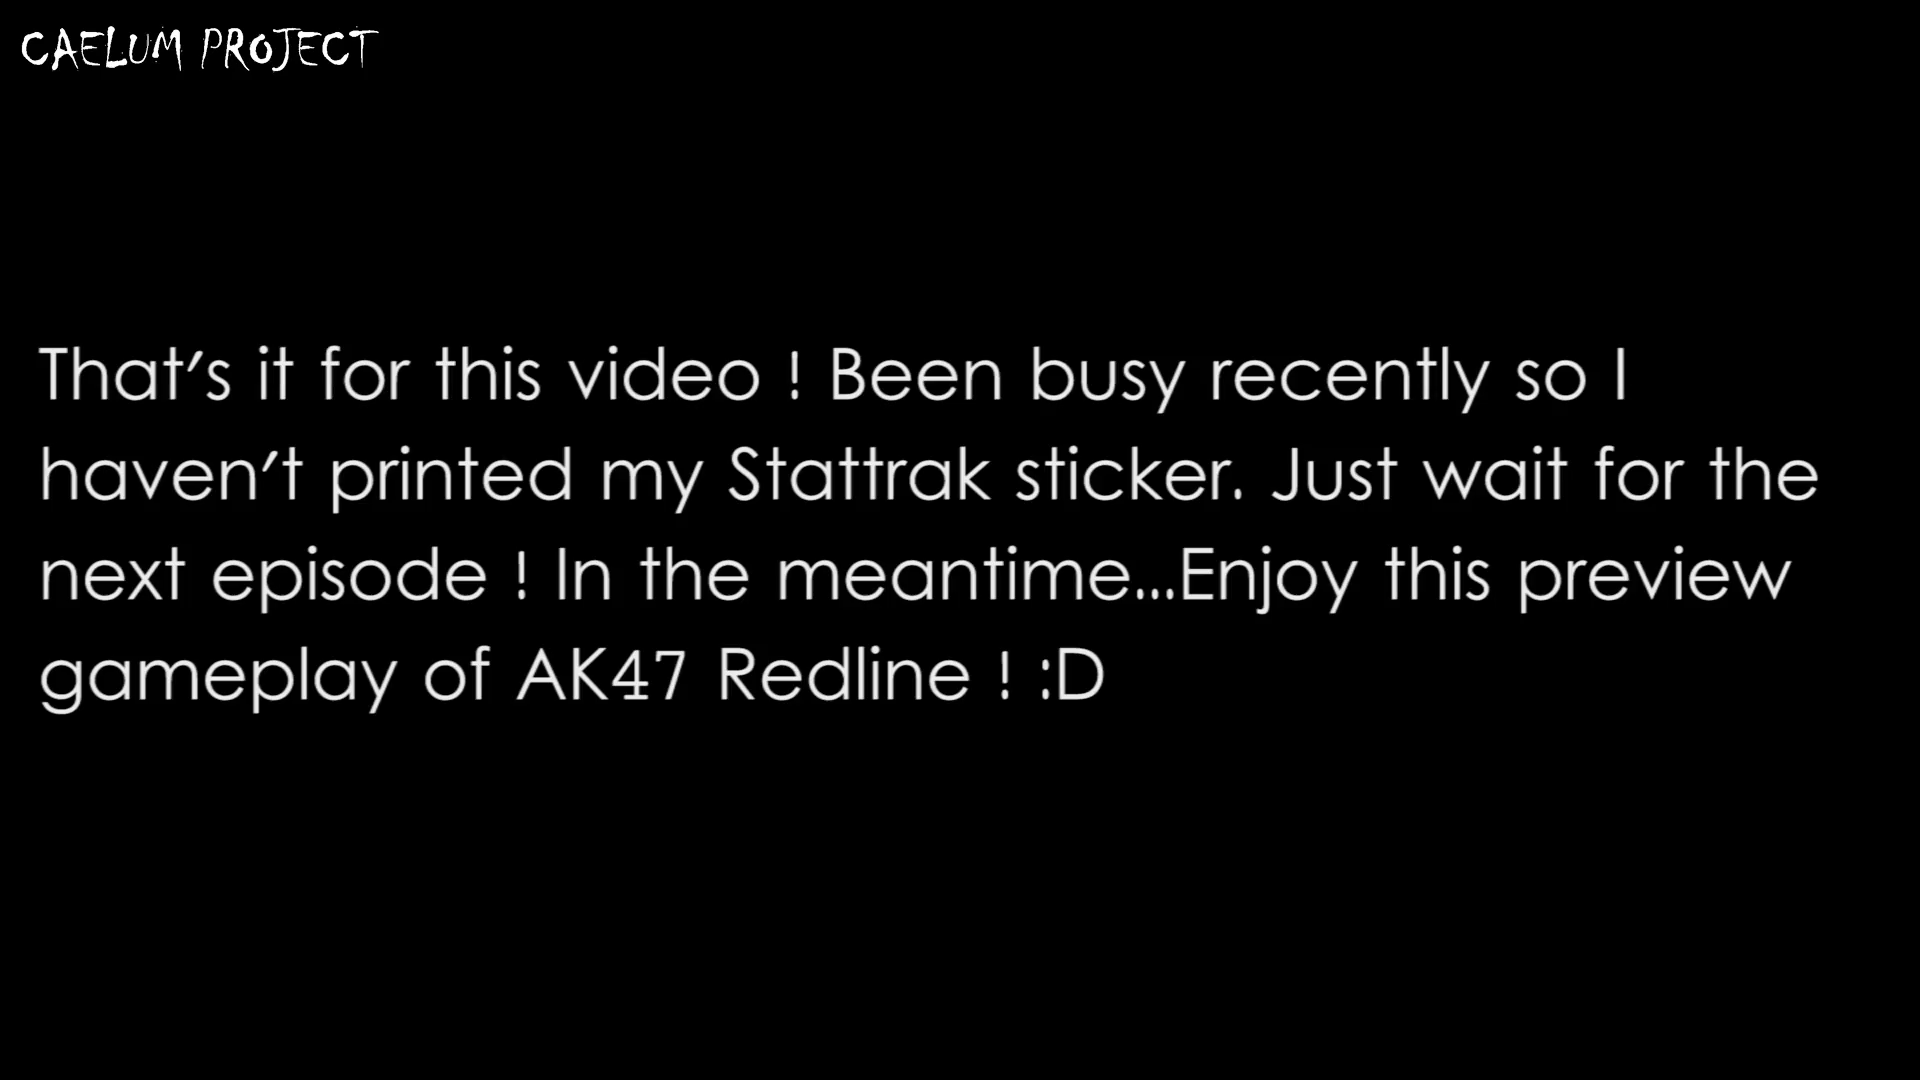 CAELUM PROJECT
That's it for this video ! Been busy recently so I
haven't printed my Stattrak sticker. Just wait for the
next episode ! In the meantime...Enjoy this preview
gameplay of AK47 Redline ! :D